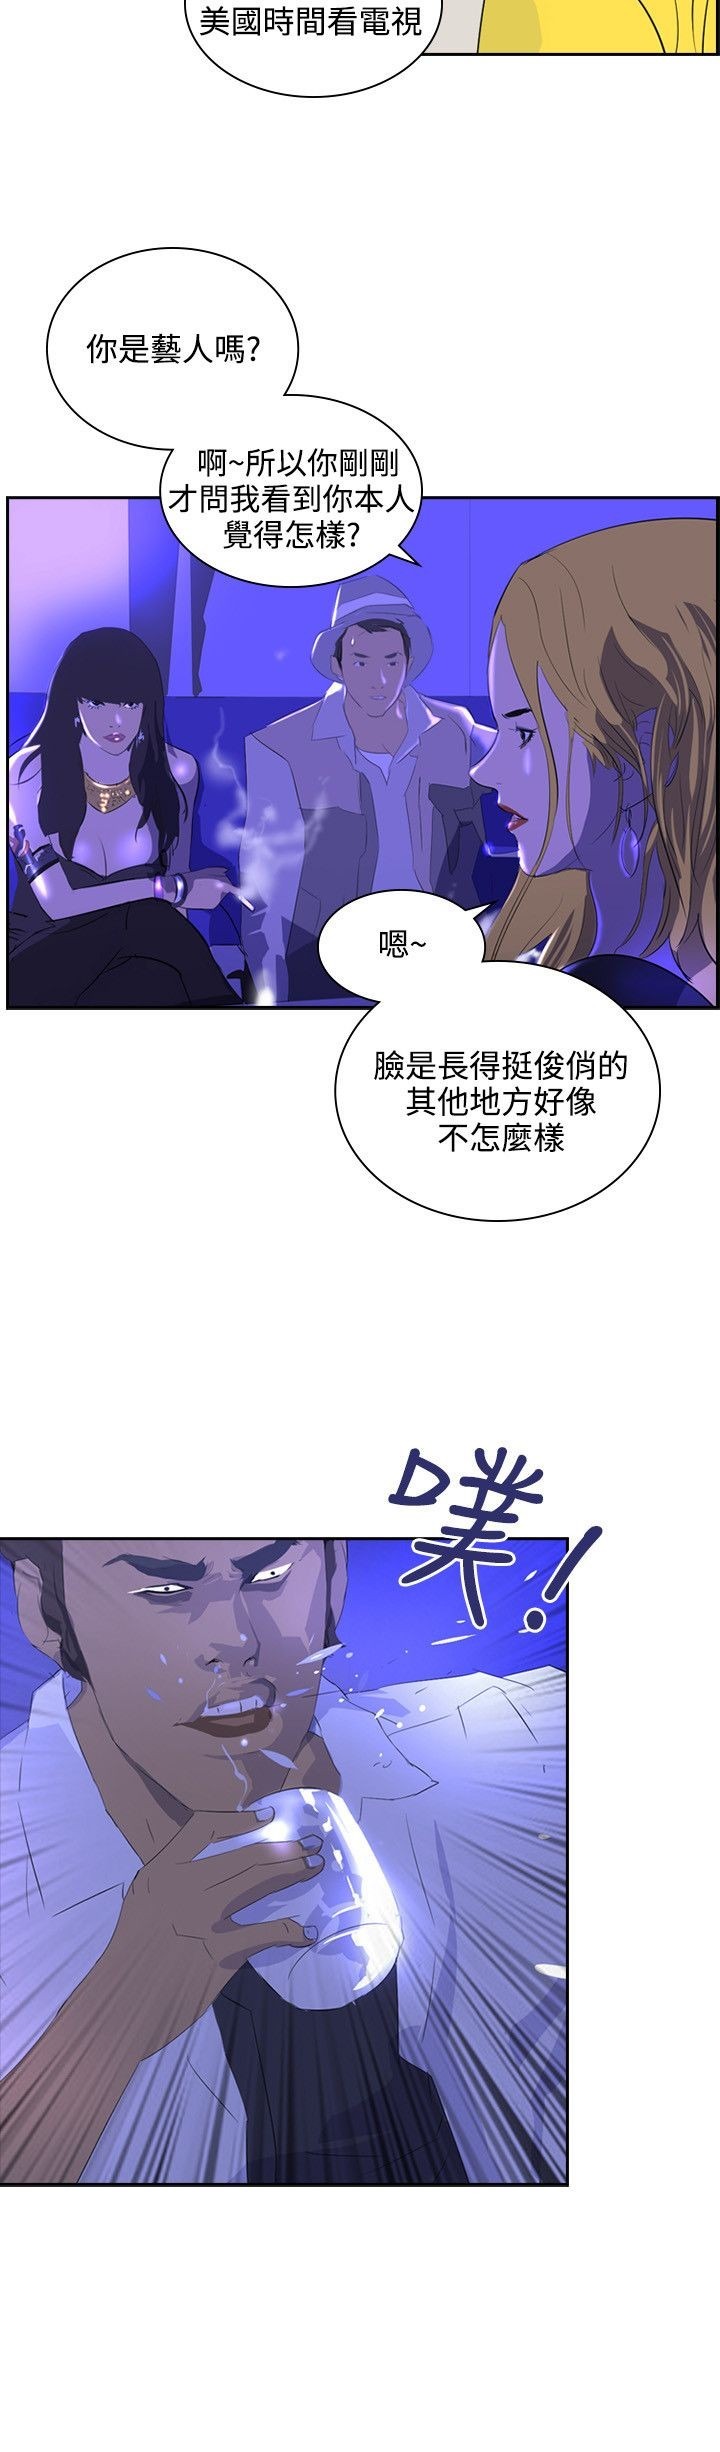 美國時間看電視
你是藝人嗎?
啊~所以你剛剛
才問我看到你本人
覺得怎樣?
嗯~
臉是長得挺俊俏的
其他地方好像
不怎麼樣
噗!